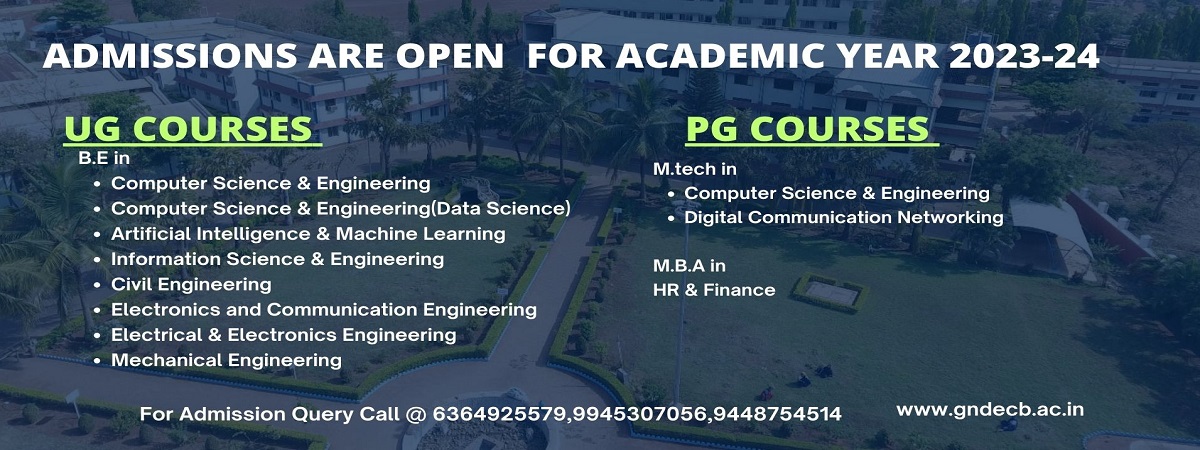 ADMISSIONS ARE OPEN FOR ACADEMIC YEAR 2023-24
UG COURSES
B.E in
• Computer Science & Engineering
• Computer Science & Engineering(Data Science)
• Artificial Intelligence & Machine Learning
• Information Science & Engineering
• Civil Engineering
• Electronics and Communication Engineering
• Electrical & Electronics Engineering
• Mechanical Engineering
PG COURSES
M.tech in
• Computer Science & Engineering
• Digital Communication Networking
M.B.A in
HR & Finance
For Admission Query Call @ 6364925579,9945307056,9448754514
www.gndecb.ac.in